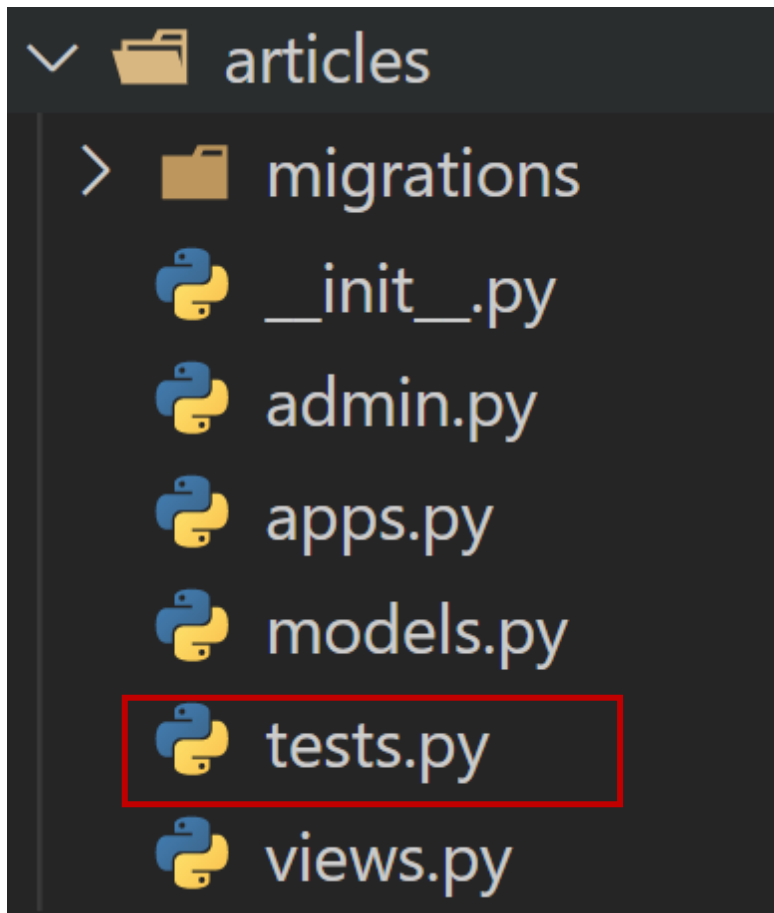 articles
migrations
__init__.py
admin.py
apps.py
models.py
tests.py
views.py